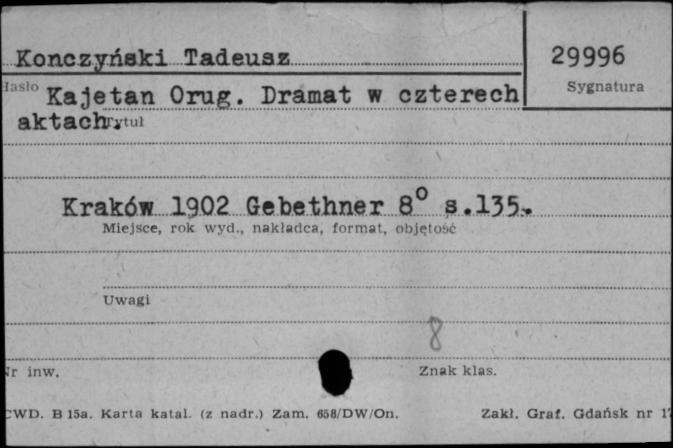 Konczyński Tadeusz
29996
Hasło
Sygnatura
Kajetan Orug. Dramat w czterech
aktach.
Tytuł
Kraków 1902 Gebethner 8° s.135.
Miejsce, rok wyd., nakładca, format, objętość
Uwagi
8
Nr inw.
Znak klas.
CWD. B 15a. Karta katal. (z nadr.) Zam. 658/DW/On.
Zakł. Graf. Gdańsk nr 17